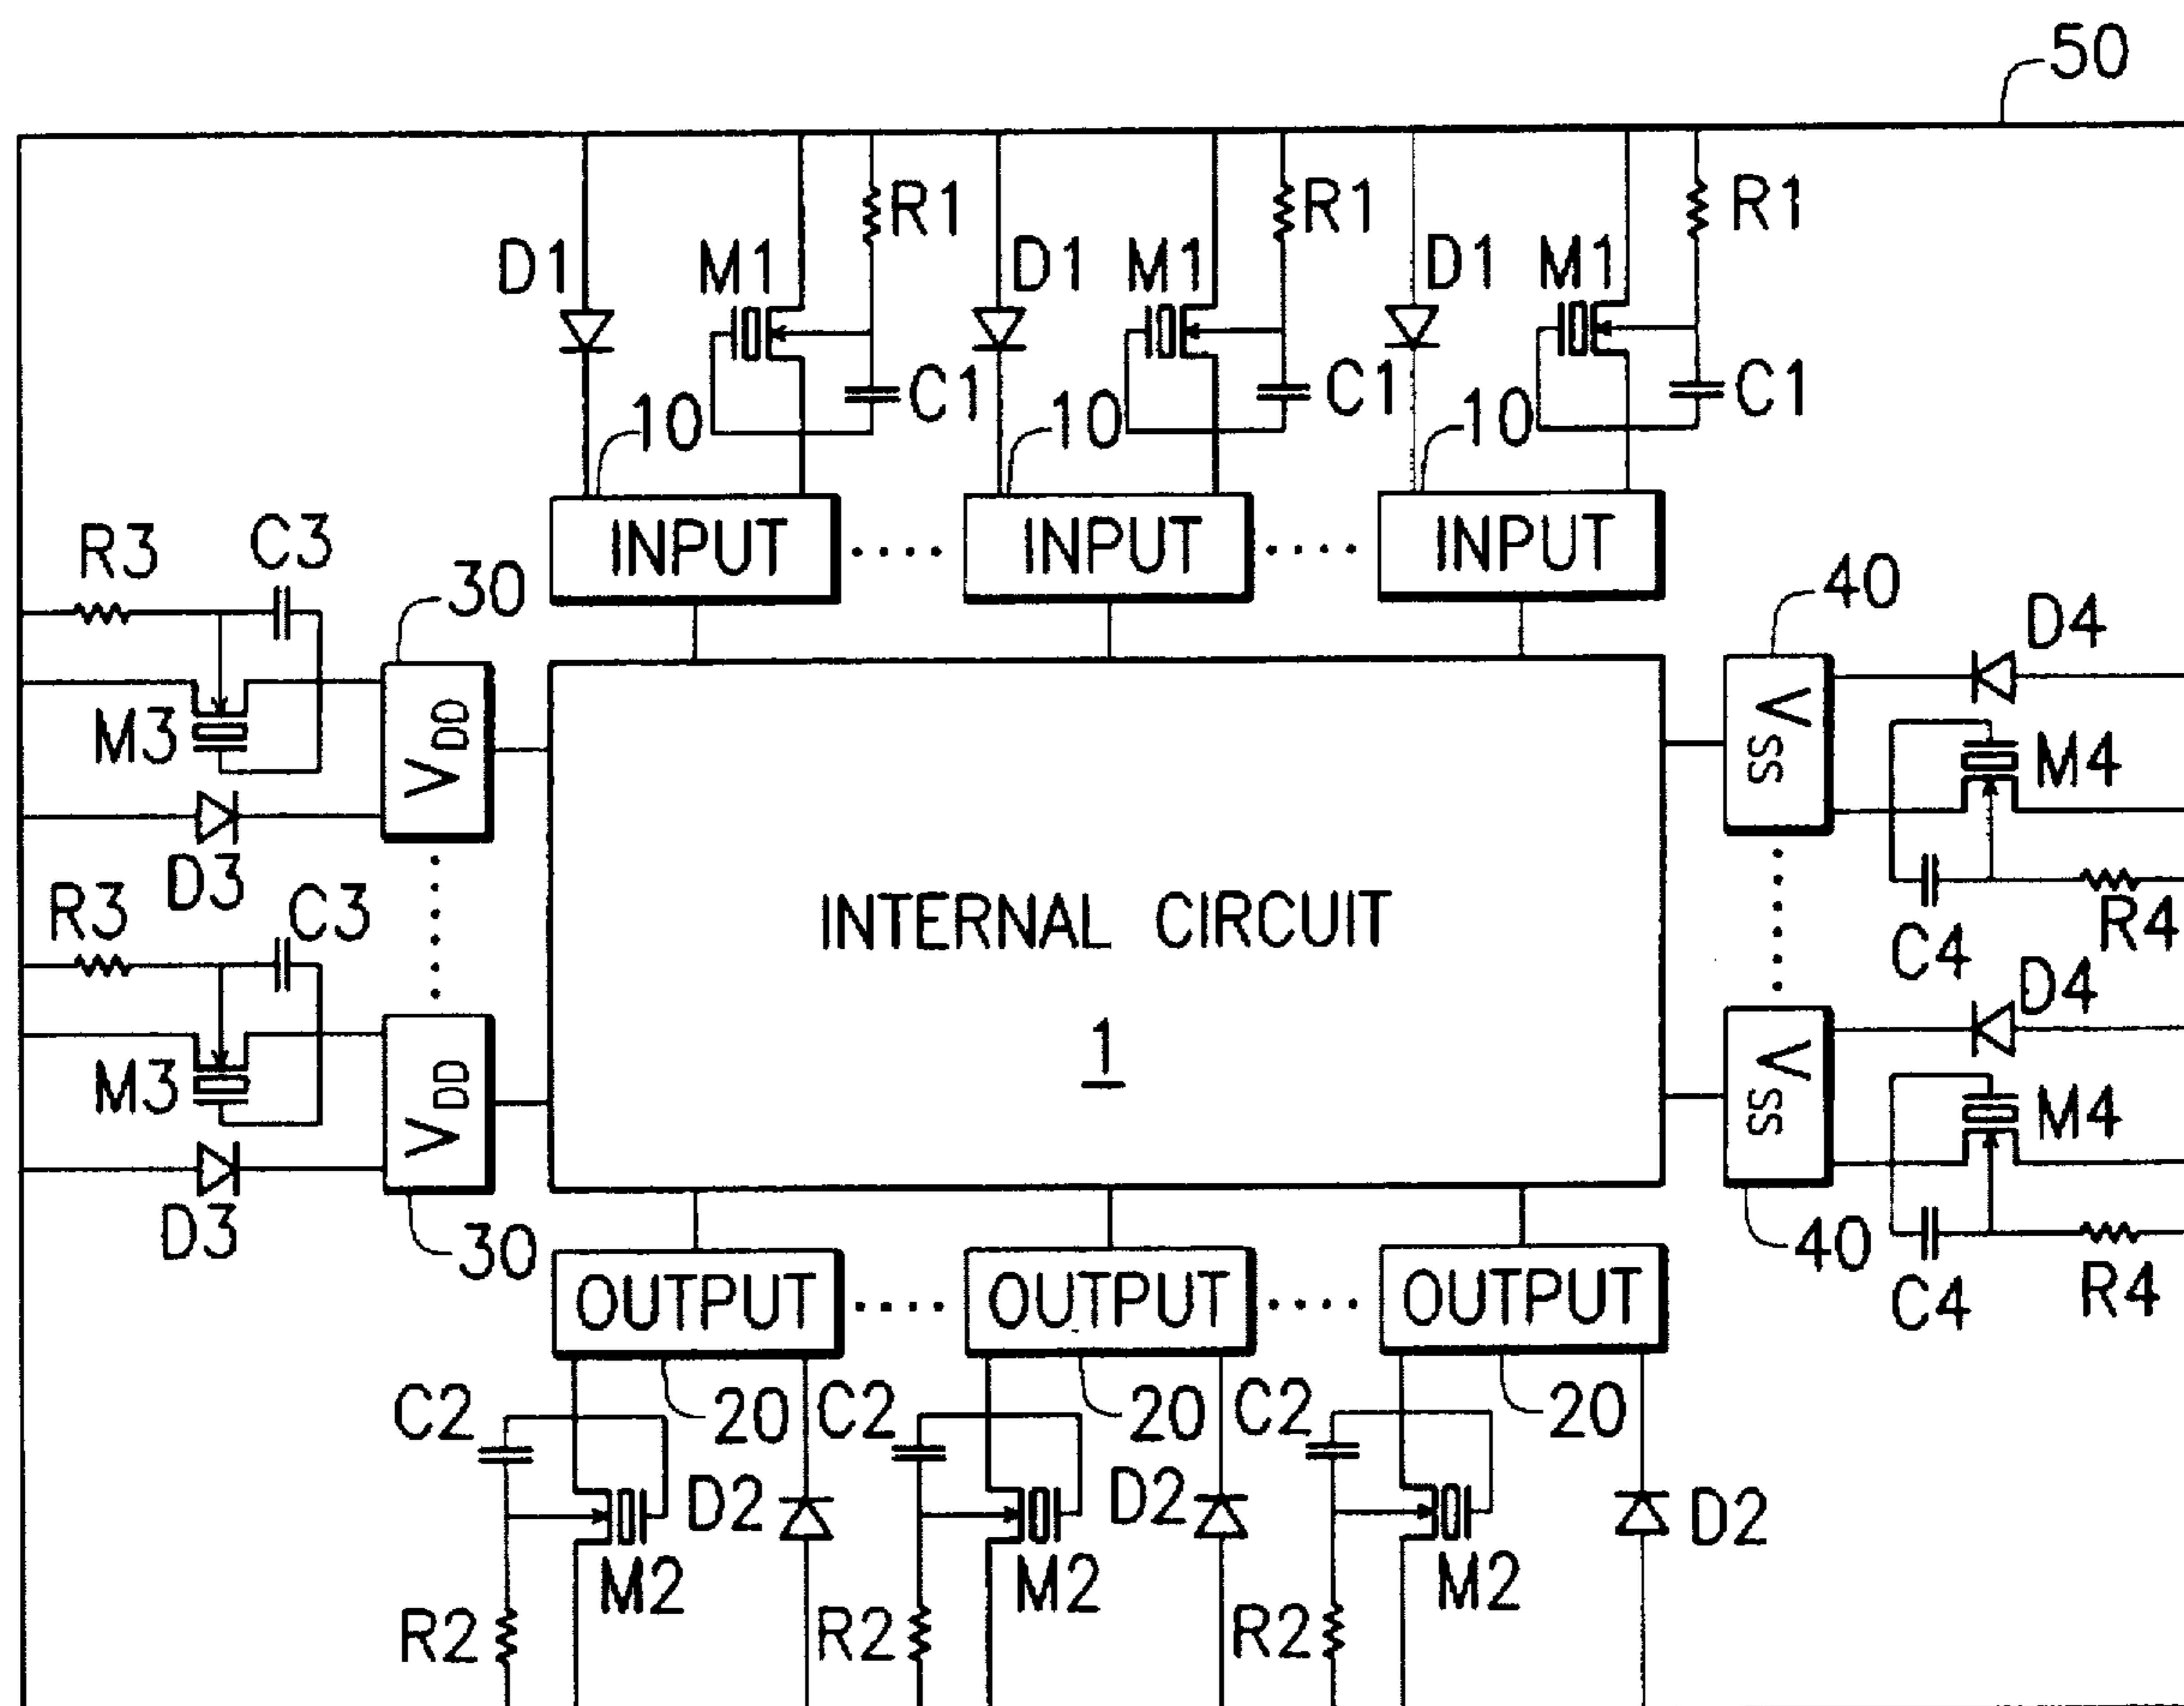 50
R1 R1 R1
D1 M1 D1 M1 D1 M1
C1 C1 C1
10 10 10
INPUT .... INPUT .... INPUT
R3 C3 30 40 D4
M3 VDD VSS M4
D3 R4
R3 C3 INTERNAL CIRCUIT C4
D4
M3 VDD 1 VSS M4
D3 30 40 C4 R4
OUTPUT .... OUTPUT .... OUTPUT
C2 20 C2 20 C2 20
D2 D2 D2
M2 M2 M2
R2 R2 R2